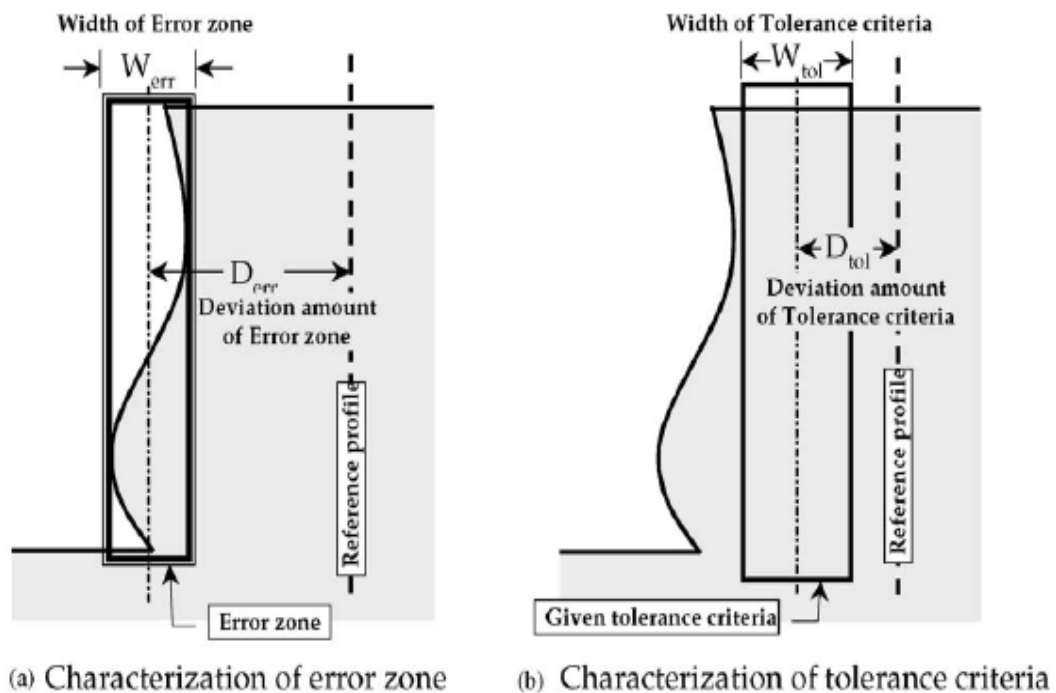 Width of Error zone
W_err
D_err
Deviation amount
of Error zone
Reference profile
Error zone
(a) Characterization of error zone
Width of Tolerance criteria
W_tol
D_tol
Deviation amount
of Tolerance criteria
Reference profile
Given tolerance criteria
(b) Characterization of tolerance criteria